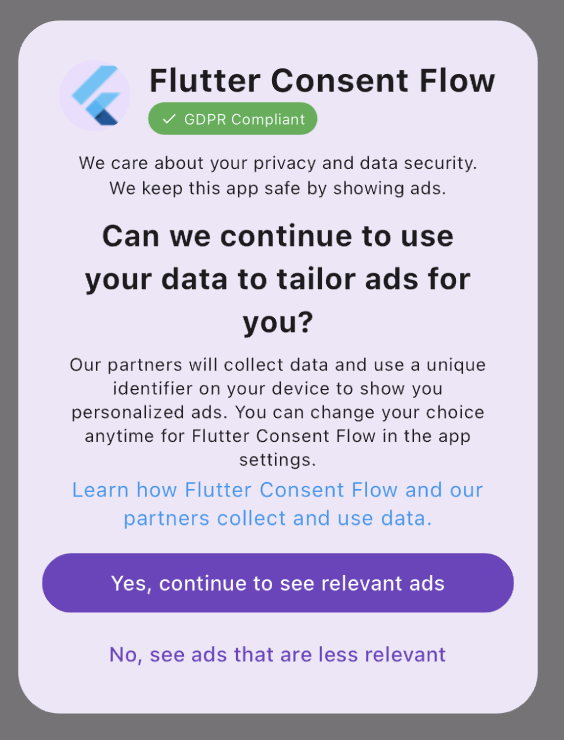 Flutter Consent Flow
✓ GDPR Compliant
We care about your privacy and data security.
We keep this app safe by showing ads.
Can we continue to use
your data to tailor ads for
you?
Our partners will collect data and use a unique
identifier on your device to show you
personalized ads. You can change your choice
anytime for Flutter Consent Flow in the app
settings.
Learn how Flutter Consent Flow and our
partners collect and use data.
Yes, continue to see relevant ads
No, see ads that are less relevant